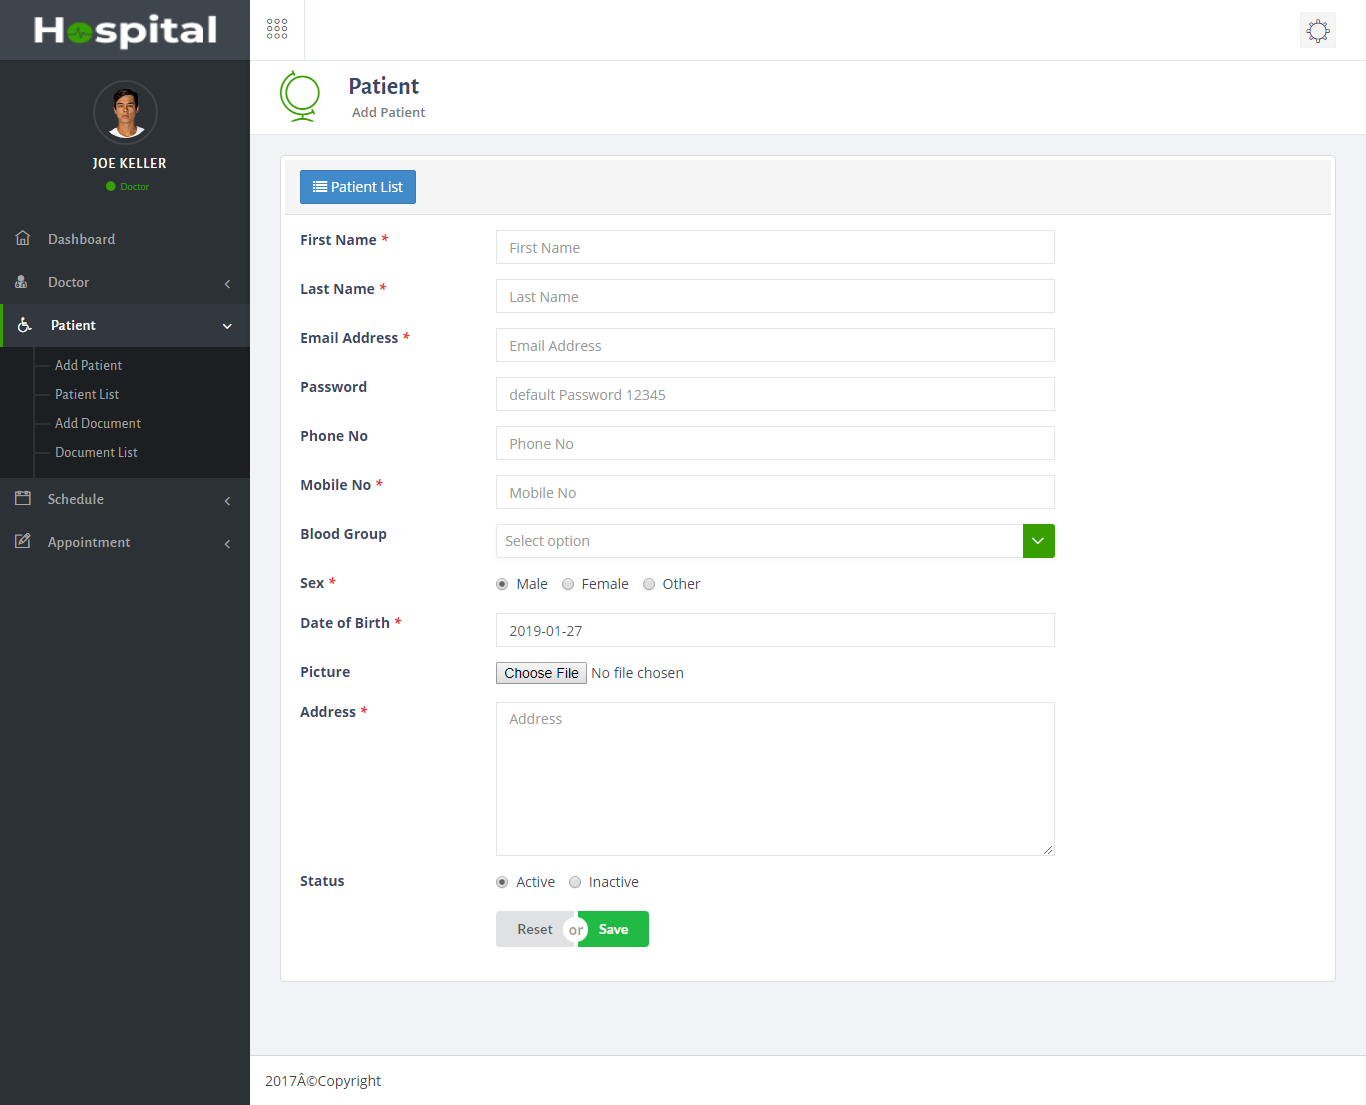 Hospital
JOE KELLER
Doctor
Dashboard
Doctor
Patient
Add Patient
Patient List
Add Document
Document List
Schedule
Appointment
Patient
Add Patient
Patient List
First Name *
First Name
Last Name *
Last Name
Email Address *
Email Address
Password
default Password 12345
Phone No
Phone No
Mobile No *
Mobile No
Blood Group
Select option
Sex *
Male Female Other
Date of Birth *
2019-01-27
Picture
Choose File No file chosen
Address *
Address
Status
Active Inactive
Reset or Save
2017Â©Copyright